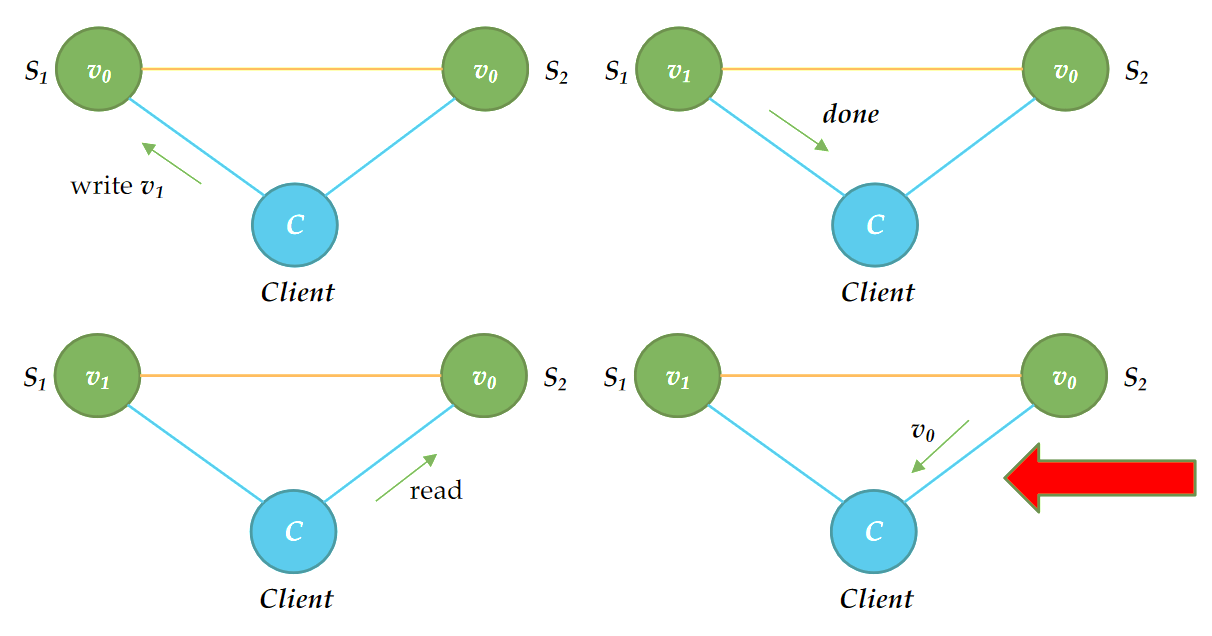 S₁ v₀ v₀ S₂
write v₁
C
Client
S₁ v₁ v₀ S₂
done
C
Client
S₁ v₁ v₀ S₂
read
C
Client
S₁ v₁ v₀ S₂
v₀
C
Client